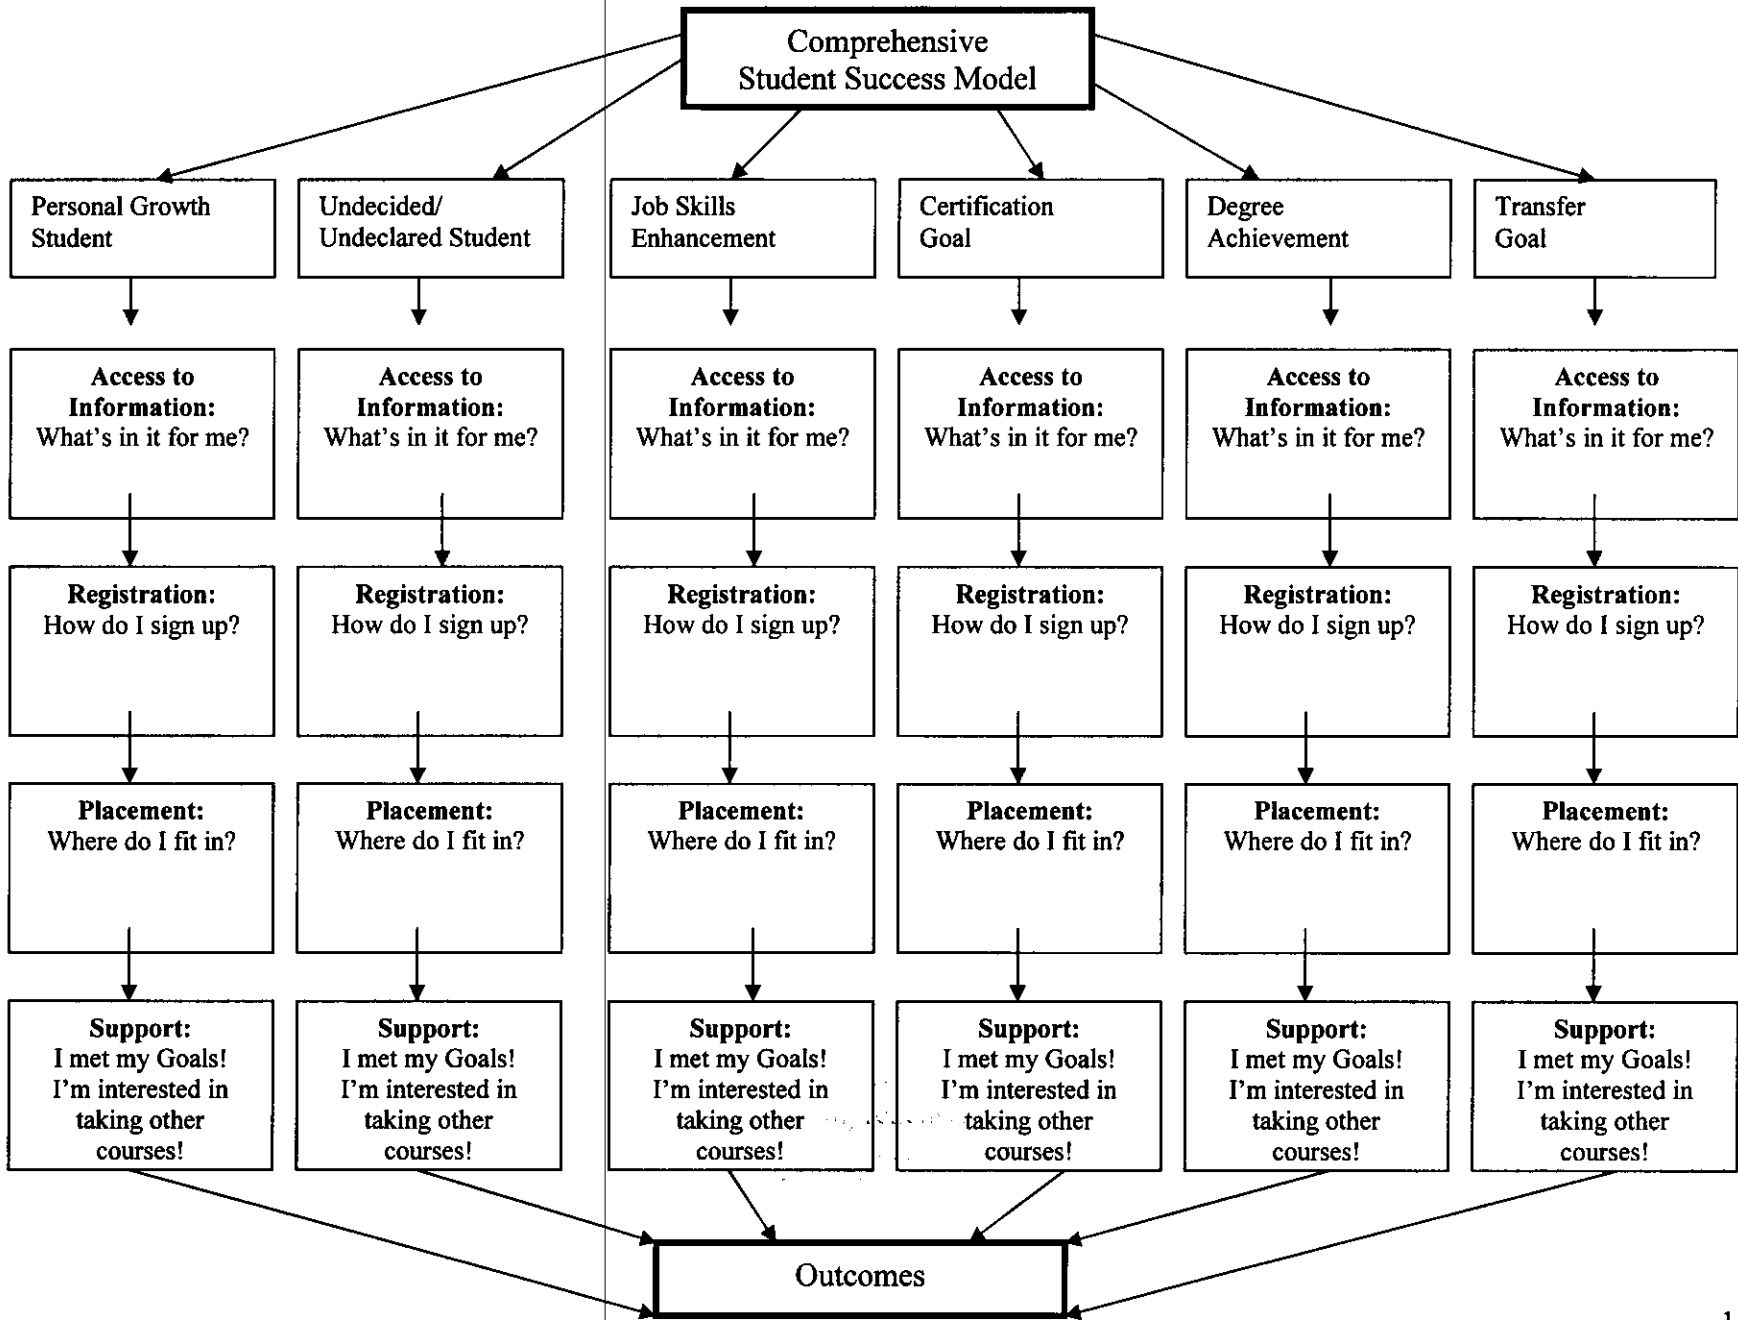 Comprehensive
Student Success Model
Personal Growth
Student
Undecided/
Undeclared Student
Job Skills
Enhancement
Certification
Goal
Degree
Achievement
Transfer
Goal
Access to
Information:
What's in it for me?
Access to
Information:
What's in it for me?
Access to
Information:
What's in it for me?
Access to
Information:
What's in it for me?
Access to
Information:
What's in it for me?
Access to
Information:
What's in it for me?
Registration:
How do I sign up?
Registration:
How do I sign up?
Registration:
How do I sign up?
Registration:
How do I sign up?
Registration:
How do I sign up?
Registration:
How do I sign up?
Placement:
Where do I fit in?
Placement:
Where do I fit in?
Placement:
Where do I fit in?
Placement:
Where do I fit in?
Placement:
Where do I fit in?
Placement:
Where do I fit in?
Support:
I met my Goals!
I'm interested in
taking other
courses!
Support:
I met my Goals!
I'm interested in
taking other
courses!
Support:
I met my Goals!
I'm interested in
taking other
courses!
Support:
I met my Goals!
I'm interested in
taking other
courses!
Support:
I met my Goals!
I'm interested in
taking other
courses!
Support:
I met my Goals!
I'm interested in
taking other
courses!
Outcomes
1